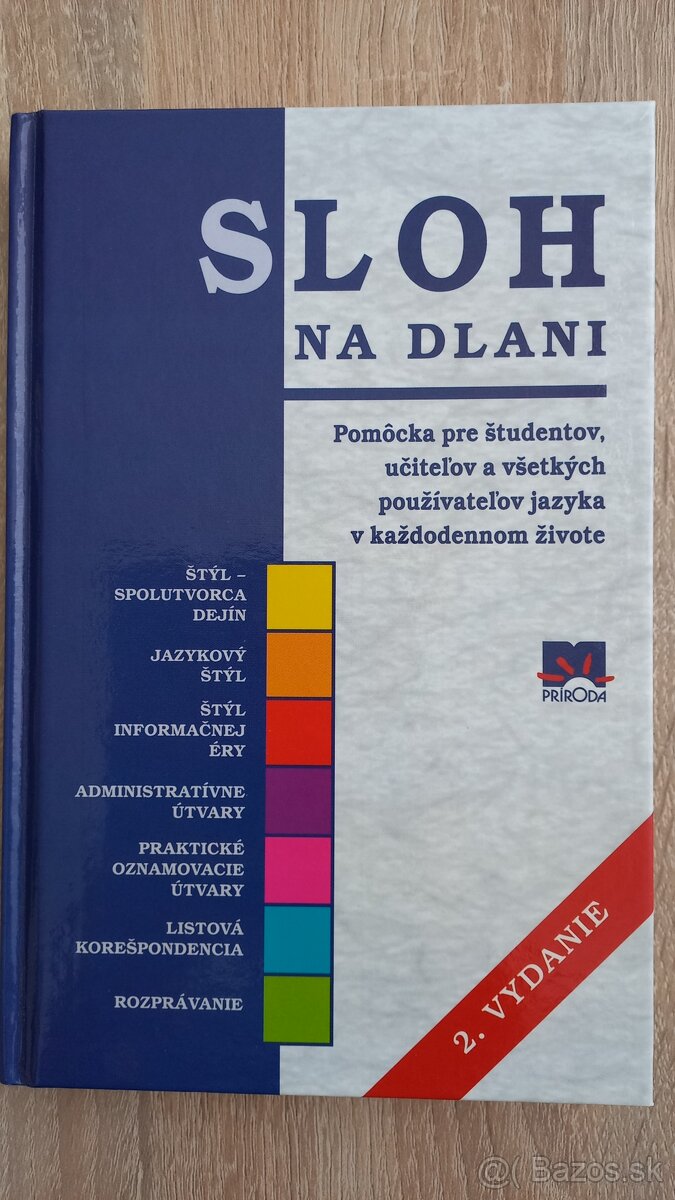 SLOH
NA DLANI
Pomôcka pre študentov,
učiteľov a všetkých
používateľov jazyka
v každodennom živote
ŠTÝL –
SPOLUTVORCA
DEJÍN
JAZYKOVÝ
ŠTÝL
ŠTÝL
INFORMAČNEJ
ÉRY
ADMINISTRATÍVNE
ÚTVARY
PRAKTICKÉ
OZNAMOVACIE
ÚTVARY
LISTOVÁ
KOREŠPONDENCIA
ROZPRÁVANIE
PRÍRODA
2. VYDANIE
Bazos.sk